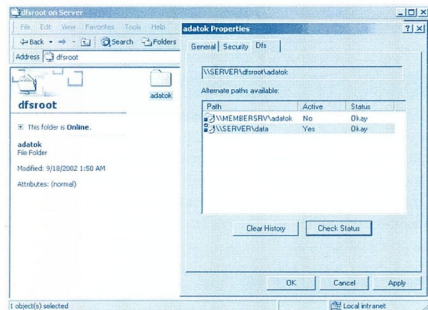 dfsroot on Server
File Edit View Favorites Tools Help
Back Search Folders
Address dfsroot
dfsroot
This folder is Online.
adatok
File Folder
Modified: 9/18/2002 1:50 AM
Attributes: (normal)
adatok
1 object(s) selected
Local intranet
adatok Properties
General Security Dfs
\\SERVER\dfsroot\adatok
Alternate paths available:
Path Active Status
\\MEMBERSRV\adatok No Okay
\\SERVER\data Yes Okay
Clear History Check Status
OK Cancel Apply